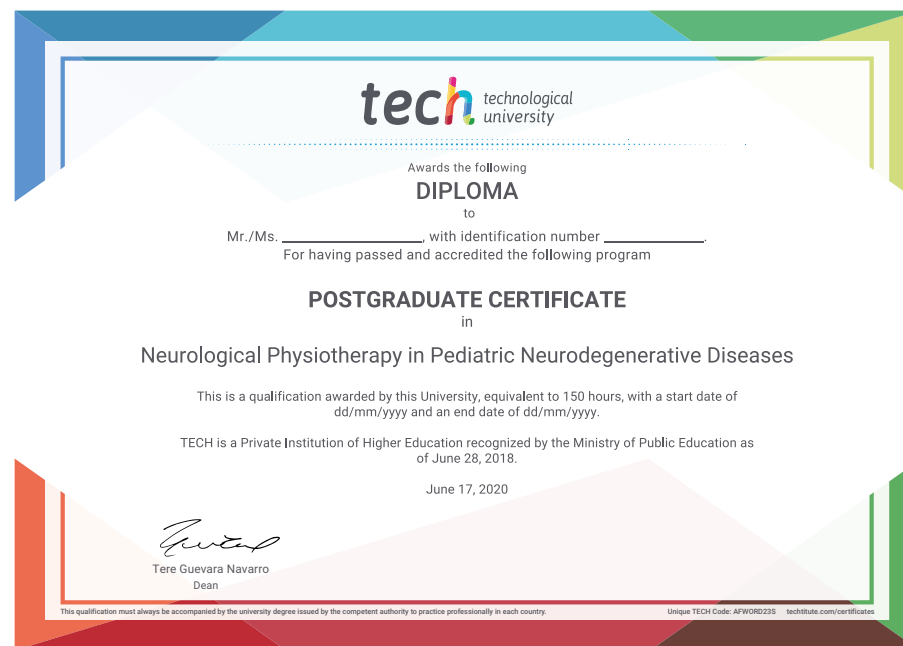 tech technological
university
Awards the following
DIPLOMA
to
Mr./Ms. ____________________, with identification number ______________.
For having passed and accredited the following program
POSTGRADUATE CERTIFICATE
in
Neurological Physiotherapy in Pediatric Neurodegenerative Diseases
This is a qualification awarded by this University, equivalent to 150 hours, with a start date of
dd/mm/yyyy and an end date of dd/mm/yyyy.
TECH is a Private Institution of Higher Education recognized by the Ministry of Public Education as
of June 28, 2018.
June 17, 2020
Tere Guevara Navarro
Dean
This qualification must always be accompanied by the university degree issued by the competent authority to practice professionally in each country. Unique TECH Code: AFWORD23S techtitute.com/certificates